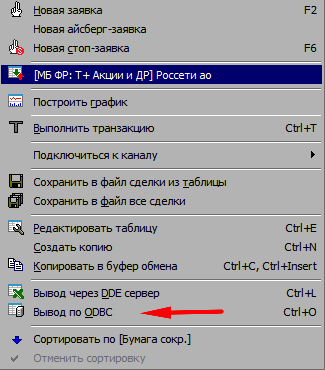 Новая заявка F2
Новая айсберг-заявка
Новая стоп-заявка F6
[МБ ФР: Т+ Акции и ДР] Россети ао
Построить график
Выполнить транзакцию Ctrl+T
Подключиться к каналу
Сохранить в файл сделки из таблицы
Сохранить в файл все сделки
Редактировать таблицу Ctrl+E
Создать копию Ctrl+N
Копировать в буфер обмена Ctrl+C, Ctrl+Insert
Вывод через DDE сервер Ctrl+L
Вывод по ODBC Ctrl+O
Сортировать по [Бумага сокр.]
Отменить сортировку